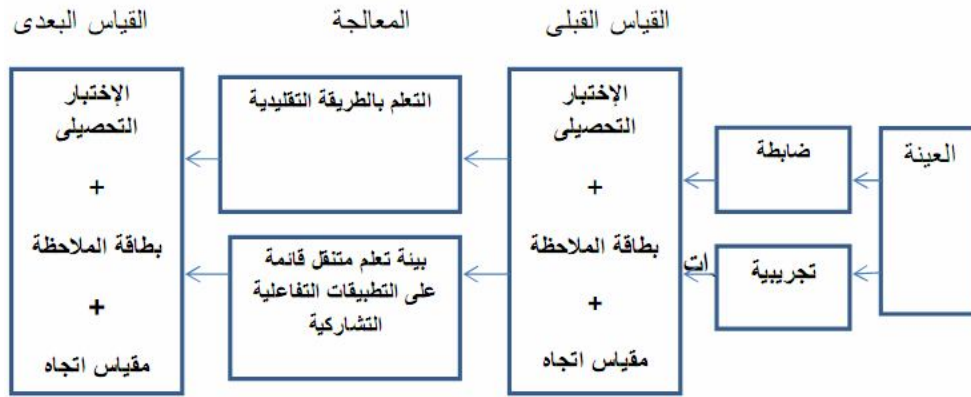 القياس القبلى
المعالجة
القياس البعدى
العينة
ضابطة
تجريبية
ات
الإختبار
التحصيلى
+
بطاقة الملاحظة
+
مقياس اتجاه
التعلم بالطريقة التقليدية
بيئة تعلم متنقل قائمة
على التطبيقات التفاعلية
التشاركية
الإختبار
التحصيلى
+
بطاقة الملاحظة
+
مقياس اتجاه